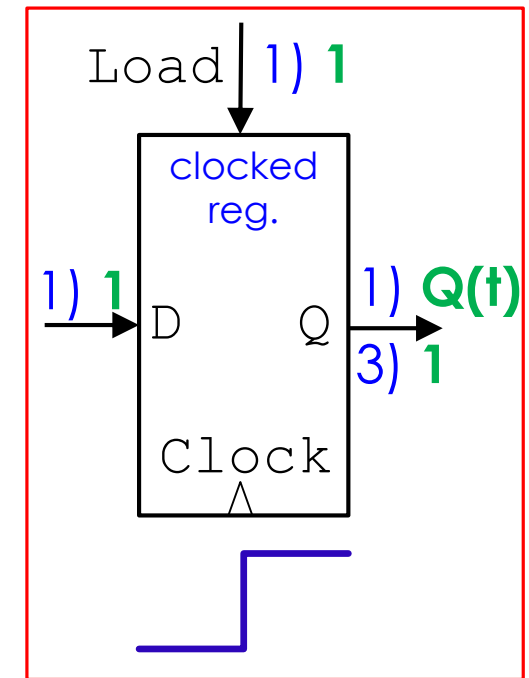 Load 1) 1
clocked
reg.
1) 1
D
Q
1) Q(t)
3) 1
Clock